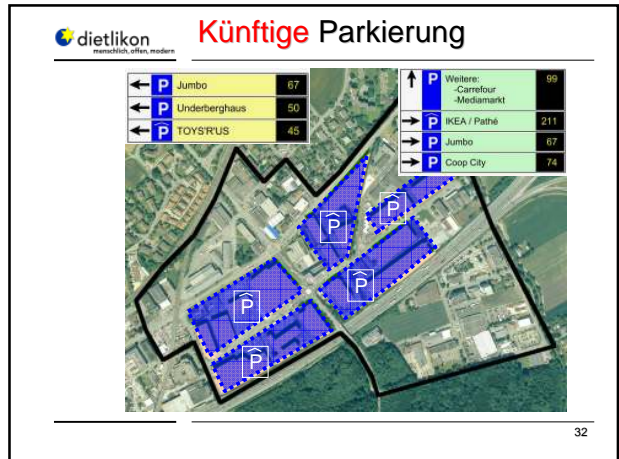 dietlikon
menschlich, offen, modern
Künftige Parkierung
P Jumbo 67
P Underberghaus 50
P TOYS'R'US 45
P Weitere: 99
-Carrefour
-Mediamarkt
P IKEA / Pathé 211
P Jumbo 67
P Coop City 74
P
P
P
P
P
32